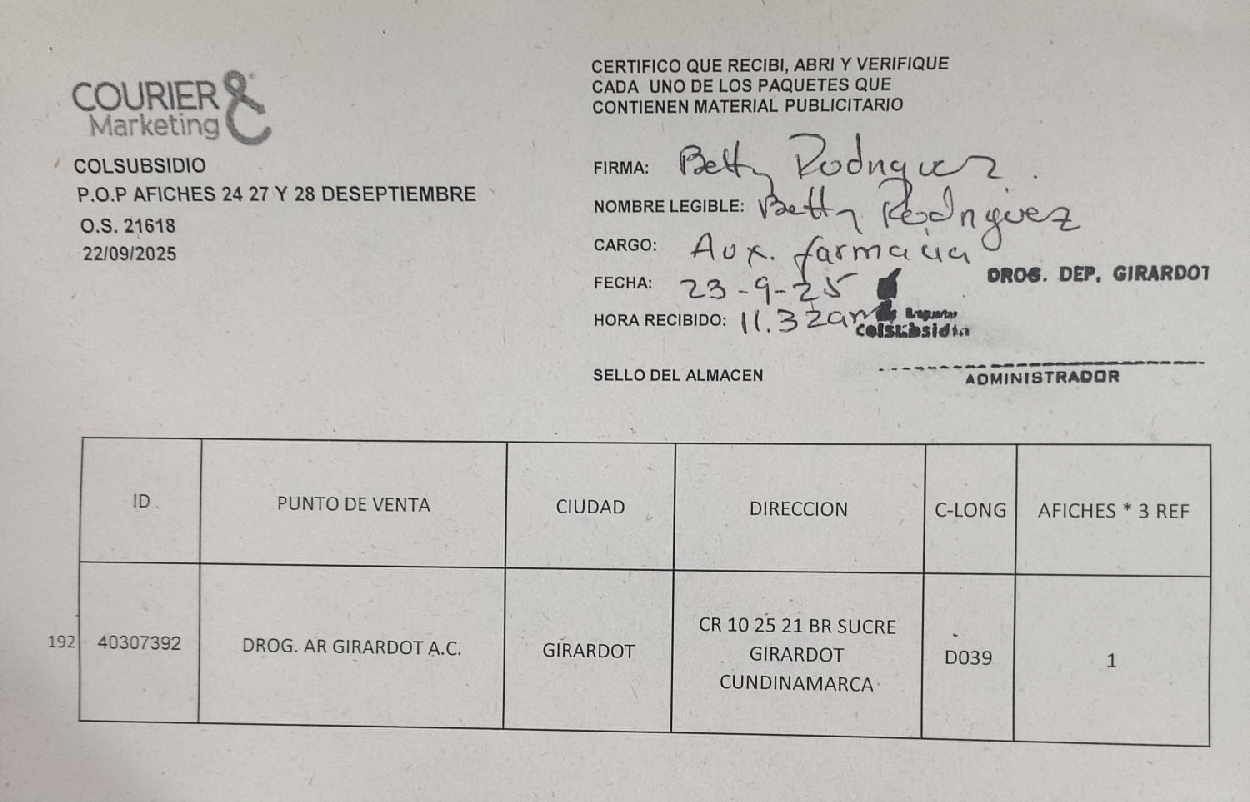 COURIER &
Marketing
COLSUBSIDIO
P.O.P AFICHES 24 27 Y 28 DESEPTIEMBRE
O.S. 21618
22/09/2025
CERTIFICO QUE RECIBI, ABRI Y VERIFIQUE
CADA UNO DE LOS PAQUETES QUE
CONTIENEN MATERIAL PUBLICITARIO
FIRMA: Betty Rodriguez
NOMBRE LEGIBLE: Betty Rodriguez
CARGO: Aux. farmacia
FECHA: 23-9-25
DROG. DEP. GIRARDOT
HORA RECIBIDO: 11.32am
Colsubsidio
SELLO DEL ALMACEN
ADMINISTRADOR
ID PUNTO DE VENTA CIUDAD DIRECCION C-LONG AFICHES * 3 REF
192 40307392 DROG. AR GIRARDOT A.C. GIRARDOT CR 10 25 21 BR SUCRE GIRARDOT CUNDINAMARCA D039 1